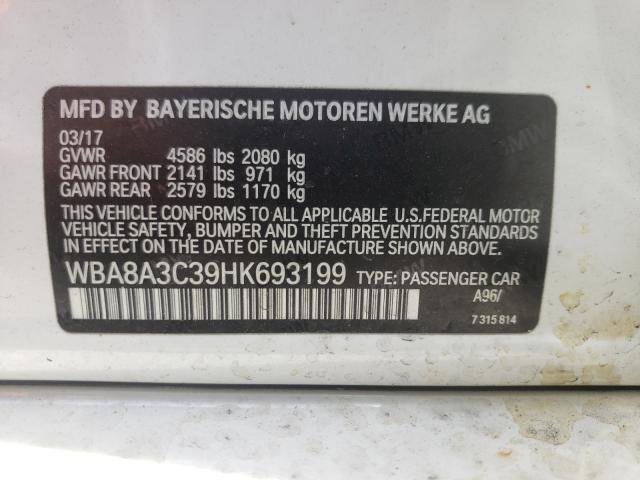 MFD BY BAYERISCHE MOTOREN WERKE AG
03/17
GVWR 4586 lbs 2080 kg
GAWR FRONT 2141 lbs 971 kg
GAWR REAR 2579 lbs 1170 kg
THIS VEHICLE CONFORMS TO ALL APPLICABLE U.S.FEDERAL MOTOR
VEHICLE SAFETY, BUMPER AND THEFT PREVENTION STANDARDS
IN EFFECT ON THE DATE OF MANUFACTURE SHOWN ABOVE.
WBA8A3C39HK693199 TYPE: PASSENGER CAR
A96/
7 315 814